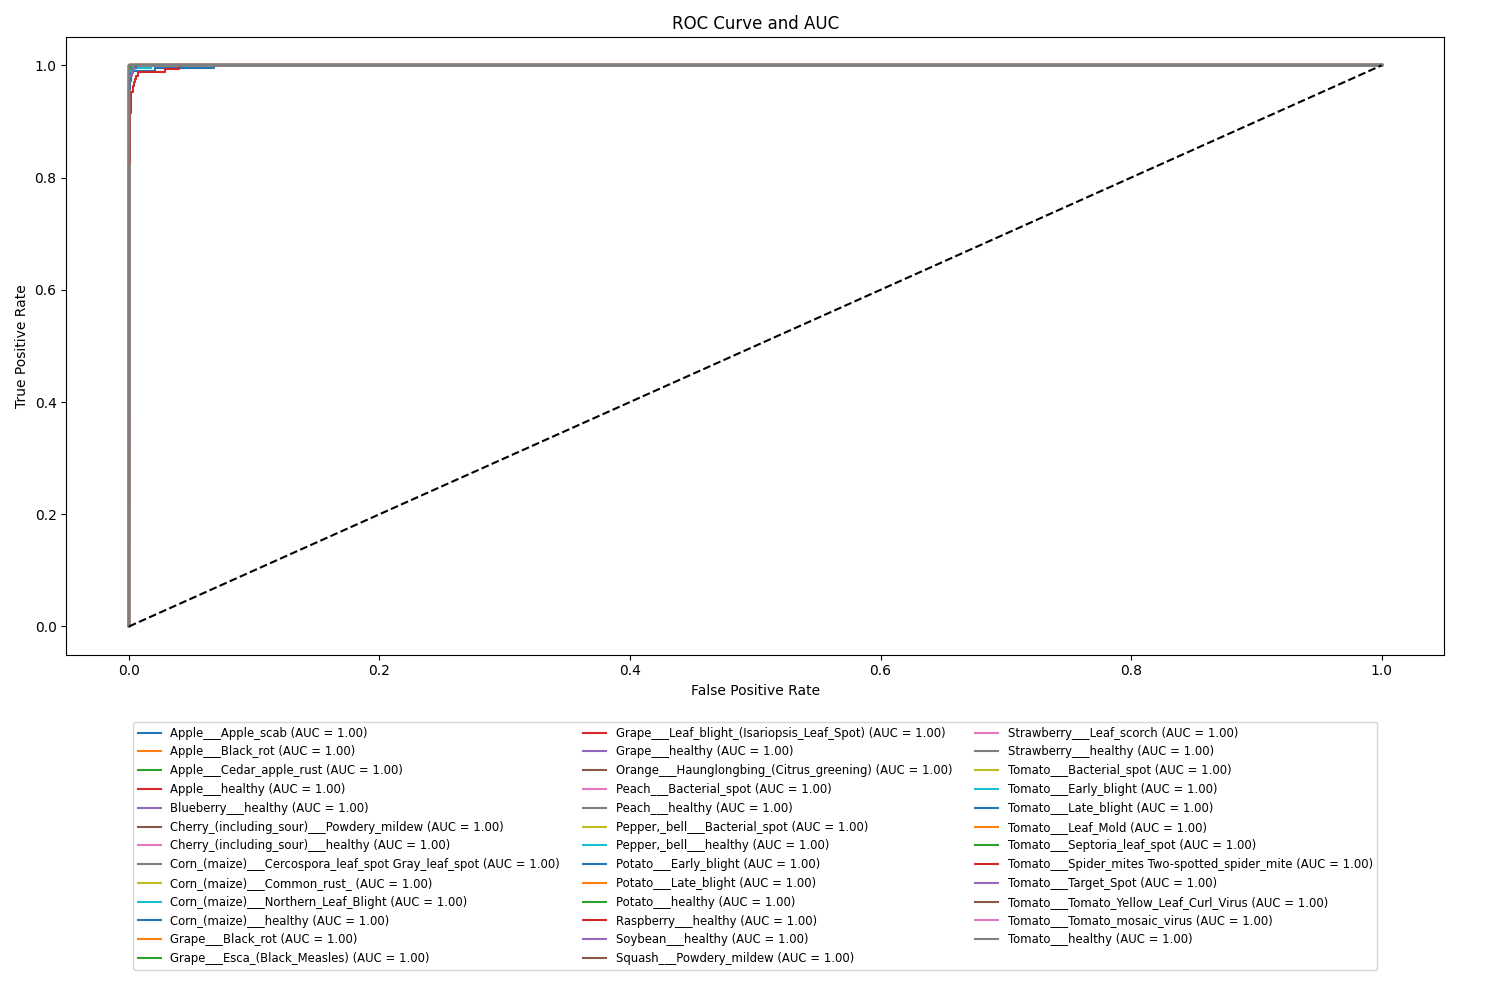 ROC Curve and AUC
1.0
0.8
0.6
0.4
0.2
0.0
True Positive Rate
0.0 0.2 0.4 0.6 0.8 1.0
False Positive Rate
Apple___Apple_scab (AUC = 1.00)
Apple___Black_rot (AUC = 1.00)
Apple___Cedar_apple_rust (AUC = 1.00)
Apple___healthy (AUC = 1.00)
Blueberry___healthy (AUC = 1.00)
Cherry_(including_sour)___Powdery_mildew (AUC = 1.00)
Cherry_(including_sour)___healthy (AUC = 1.00)
Corn_(maize)___Cercospora_leaf_spot Gray_leaf_spot (AUC = 1.00)
Corn_(maize)___Common_rust_ (AUC = 1.00)
Corn_(maize)___Northern_Leaf_Blight (AUC = 1.00)
Corn_(maize)___healthy (AUC = 1.00)
Grape___Black_rot (AUC = 1.00)
Grape___Esca_(Black_Measles) (AUC = 1.00)
Grape___Leaf_blight_(Isariopsis_Leaf_Spot) (AUC = 1.00)
Grape___healthy (AUC = 1.00)
Orange___Haunglongbing_(Citrus_greening) (AUC = 1.00)
Peach___Bacterial_spot (AUC = 1.00)
Peach___healthy (AUC = 1.00)
Pepper,_bell___Bacterial_spot (AUC = 1.00)
Pepper,_bell___healthy (AUC = 1.00)
Potato___Early_blight (AUC = 1.00)
Potato___Late_blight (AUC = 1.00)
Potato___healthy (AUC = 1.00)
Raspberry___healthy (AUC = 1.00)
Soybean___healthy (AUC = 1.00)
Squash___Powdery_mildew (AUC = 1.00)
Strawberry___Leaf_scorch (AUC = 1.00)
Strawberry___healthy (AUC = 1.00)
Tomato___Bacterial_spot (AUC = 1.00)
Tomato___Early_blight (AUC = 1.00)
Tomato___Late_blight (AUC = 1.00)
Tomato___Leaf_Mold (AUC = 1.00)
Tomato___Septoria_leaf_spot (AUC = 1.00)
Tomato___Spider_mites Two-spotted_spider_mite (AUC = 1.00)
Tomato___Target_Spot (AUC = 1.00)
Tomato___Tomato_Yellow_Leaf_Curl_Virus (AUC = 1.00)
Tomato___Tomato_mosaic_virus (AUC = 1.00)
Tomato___healthy (AUC = 1.00)